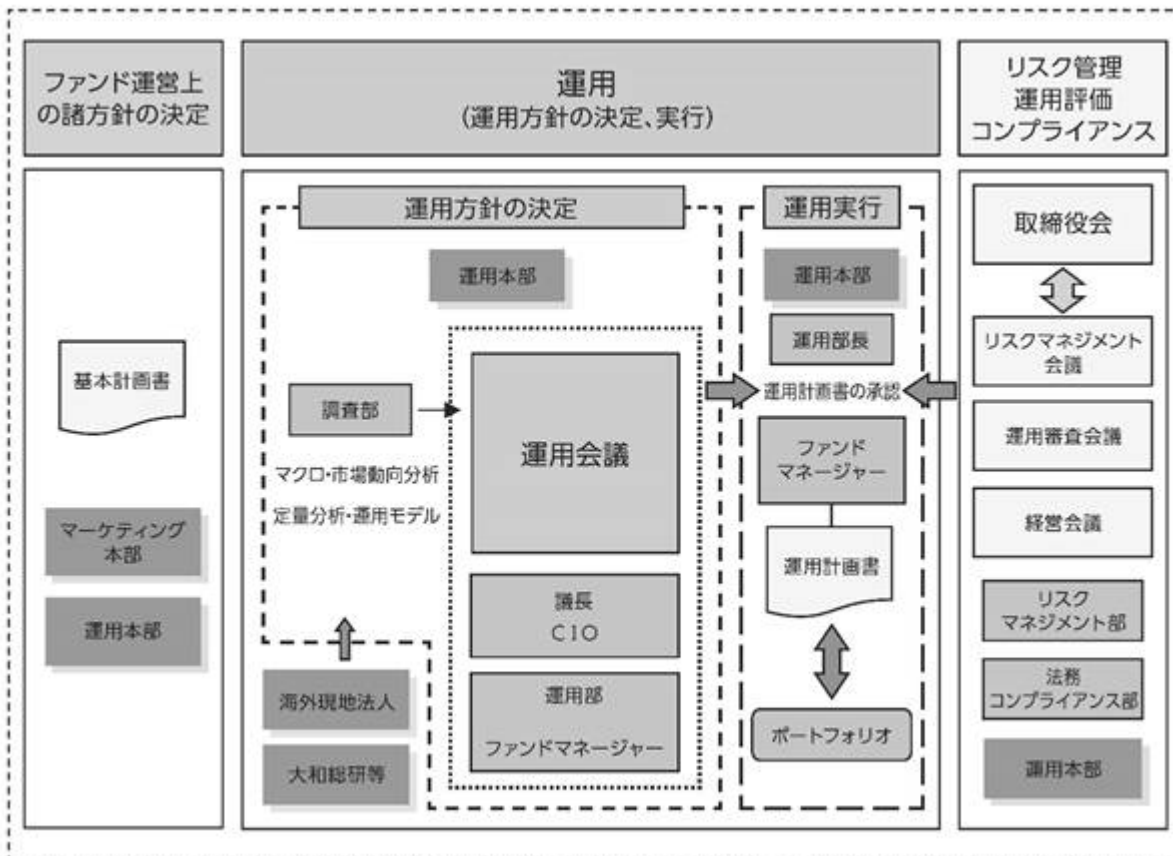 ファンド運営上
の諸方針の決定
基本計画書
マーケティング
本部
運用本部
運用
(運用方針の決定、実行)
運用方針の決定
運用本部
調査部
マクロ・市場動向分析
定量分析・運用モデル
海外現地法人
大和総研等
運用会議
議長
CIO
運用部
ファンドマネージャー
運用実行
運用本部
運用部長
運用計画書の承認
ファンド
マネージャー
運用計画書
ポートフォリオ
リスク管理
運用評価
コンプライアンス
取締役会
リスクマネジメント
会議
運用審査会議
経営会議
リスク
マネジメント部
法務
コンプライアンス部
運用本部